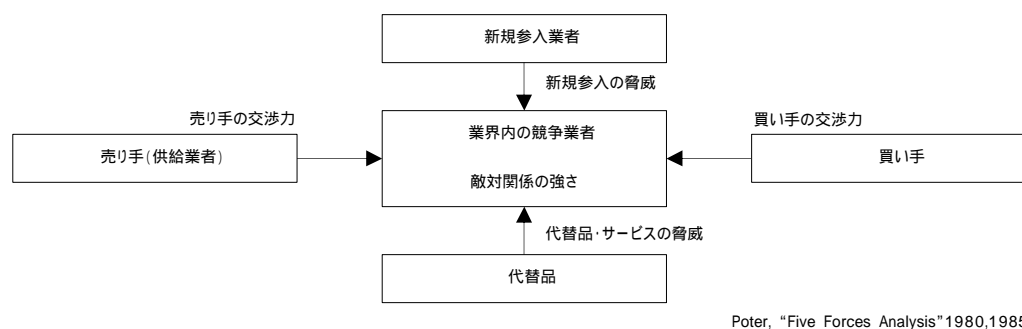 新規参入業者
新規参入の脅威
売り手の交渉力
買い手の交渉力
業界内の競争業者
売り手(供給業者)
買い手
敵対関係の強さ
代替品・サービスの脅威
代替品
Poter, “Five Forces Analysis”1980,1985